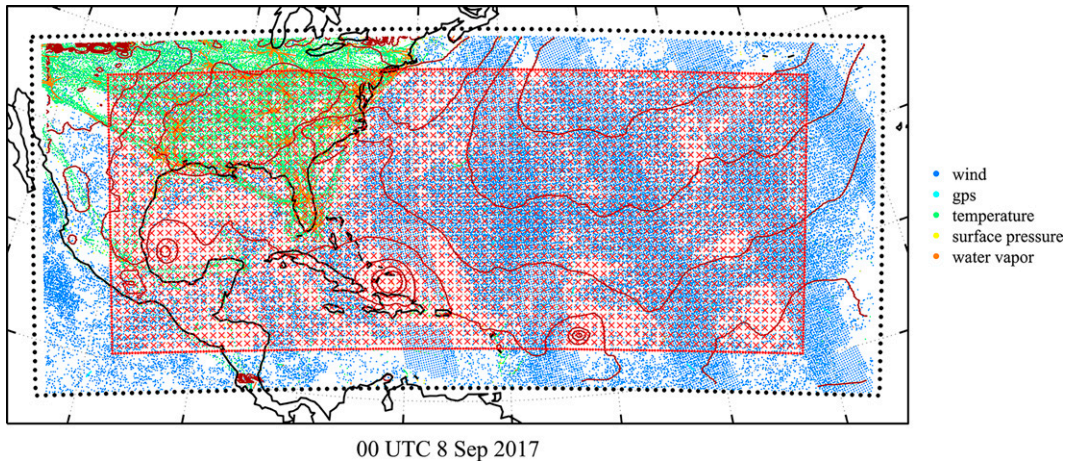 wind
gps
temperature
surface pressure
water vapor
00 UTC 8 Sep 2017